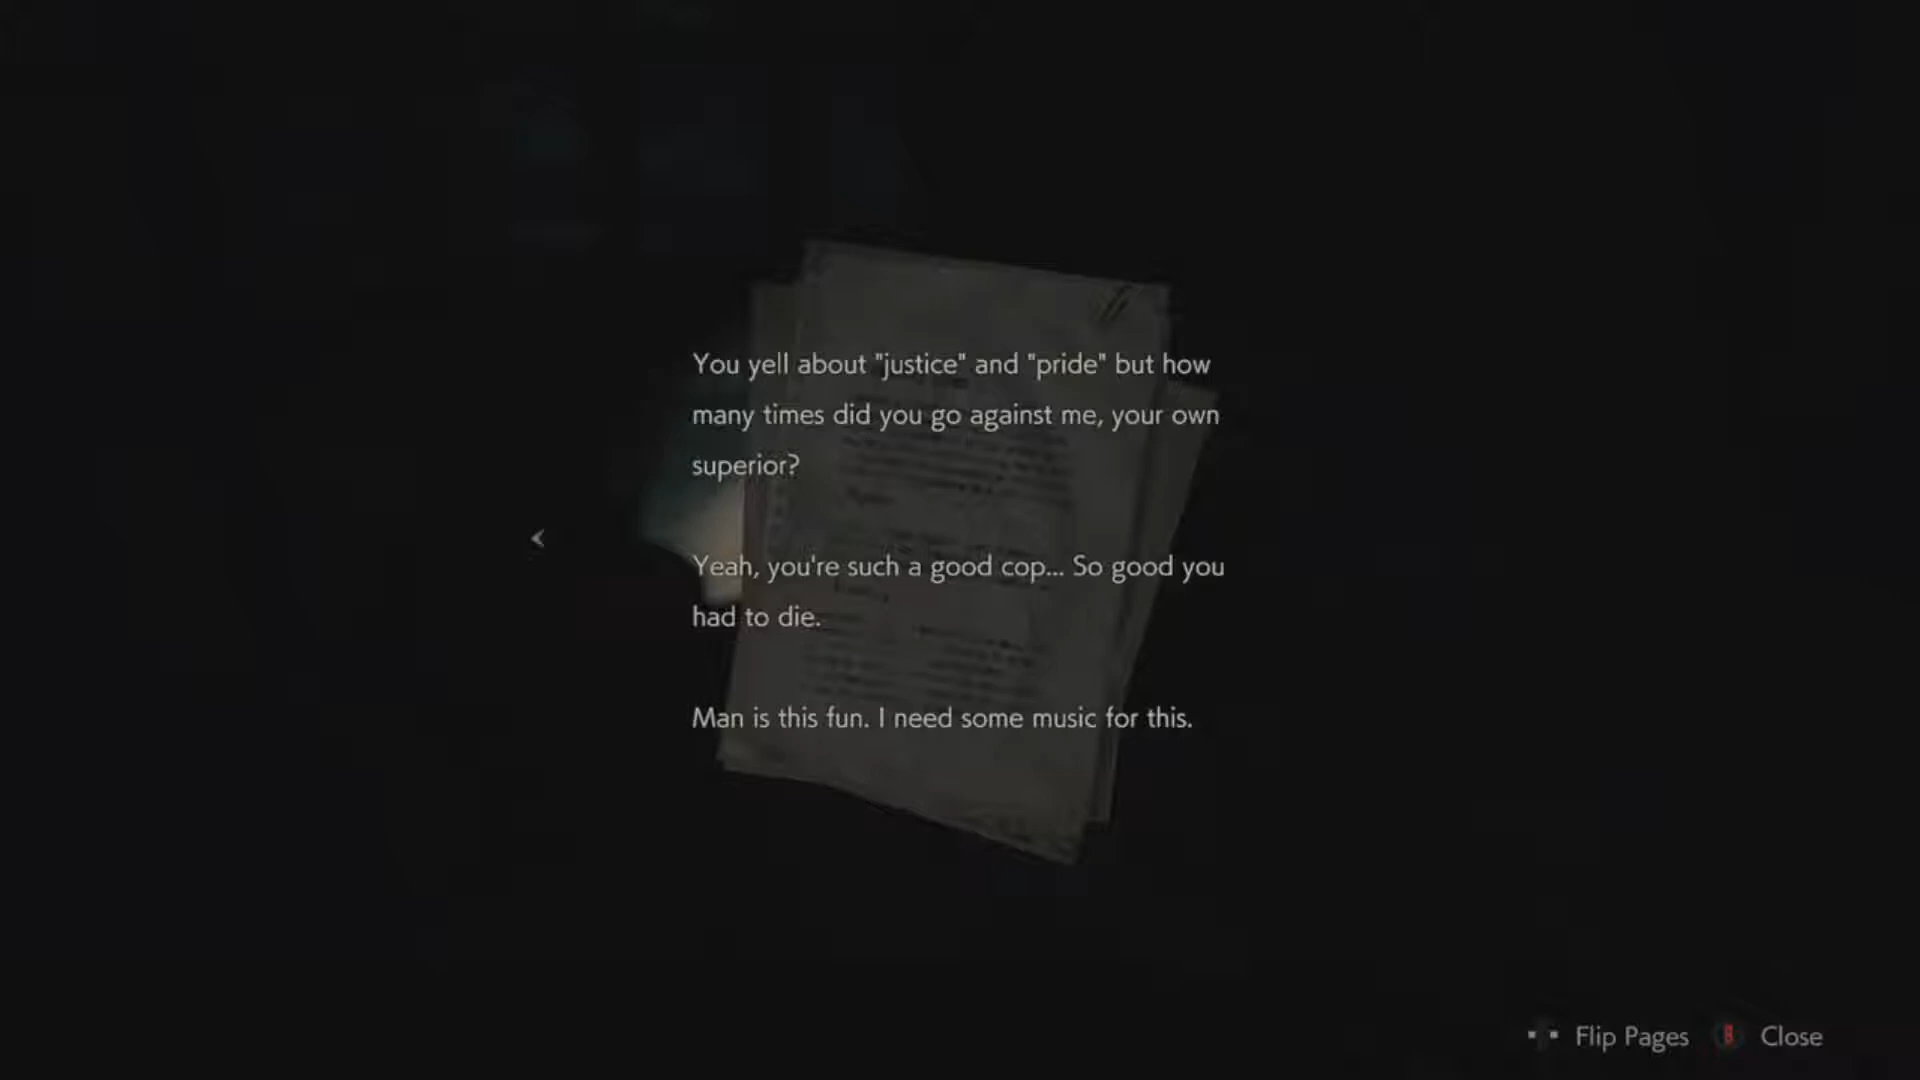 You yell about "justice" and "pride" but how
many times did you go against me, your own
superior?
Yeah, you're such a good cop... So good you
had to die.
Man is this fun. I need some music for this.
Flip Pages B Close